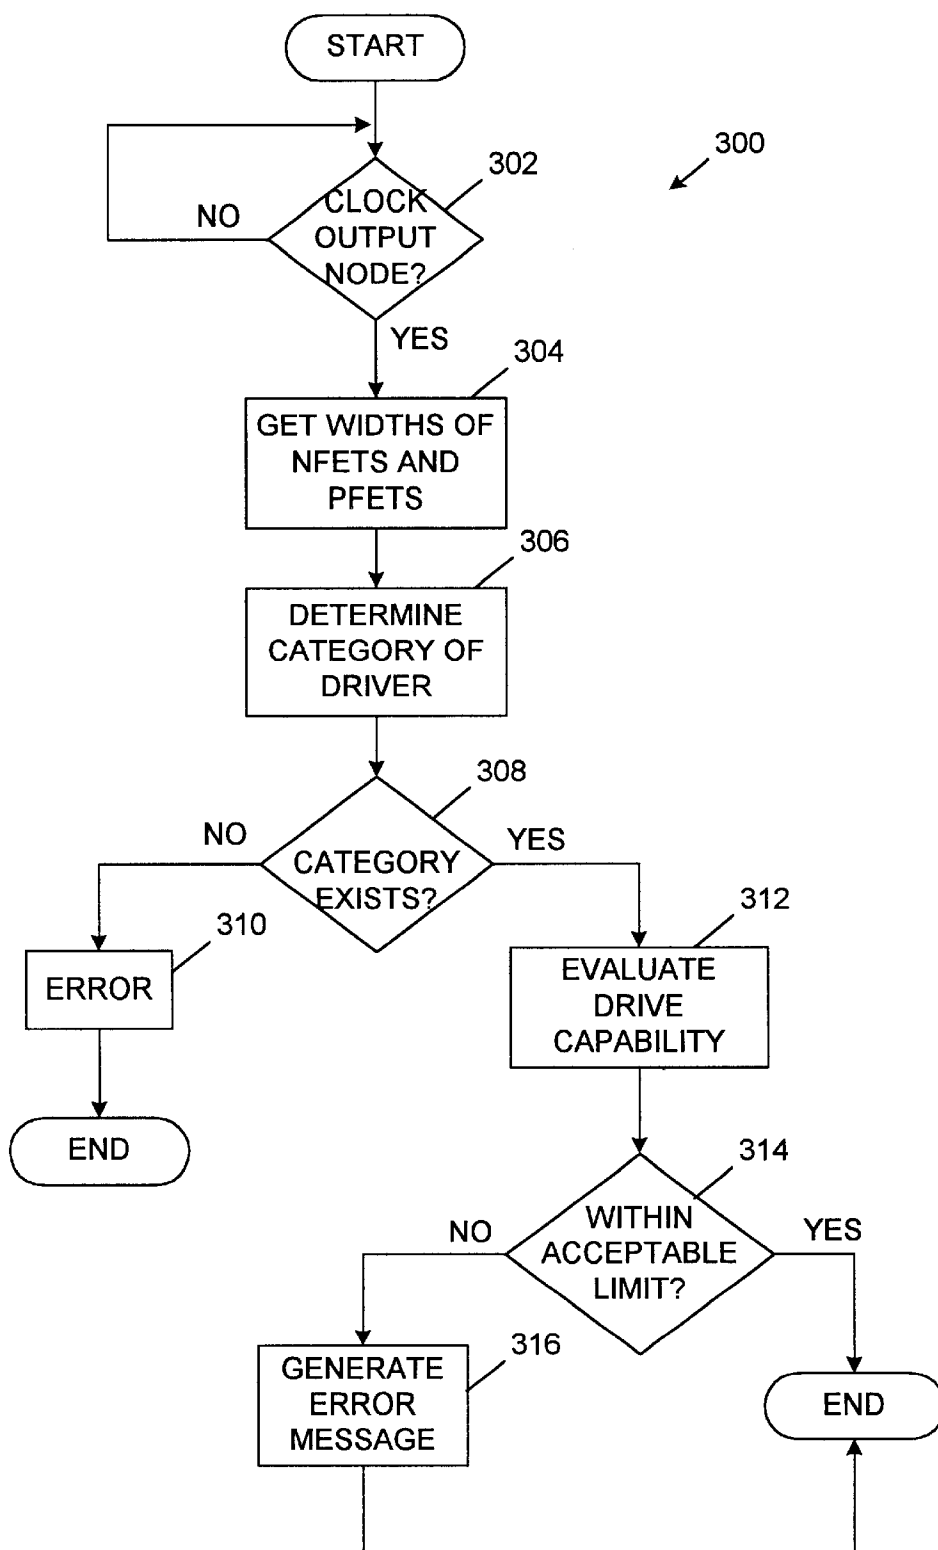 START
300
302
CLOCK
OUTPUT
NODE?
NO
YES
304
GET WIDTHS OF
NFETS AND
PFETS
306
DETERMINE
CATEGORY OF
DRIVER
308
NO
YES
CATEGORY
EXISTS?
310
ERROR
312
EVALUATE
DRIVE
CAPABILITY
END
314
NO
YES
WITHIN
ACCEPTABLE
LIMIT?
316
GENERATE
ERROR
MESSAGE
END